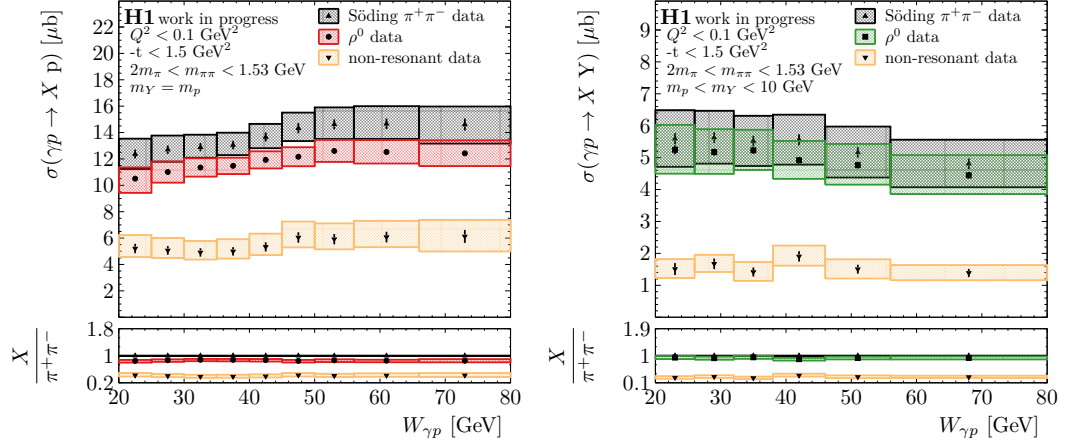 H1 work in progress
Q² < 0.1 GeV²
-t < 1.5 GeV²
2mπ < mππ < 1.53 GeV
m_Y = m_p
Söding π⁺π⁻ data
ρ⁰ data
non-resonant data
σ(γp → X p) [μb]
24
22
20
18
16
14
12
10
8
6
4
2
X
π⁺π⁻
1.8
1
0.2
20 30 40 50 60 70 80
W_γp [GeV]
H1 work in progress
Q² < 0.1 GeV²
-t < 1.5 GeV²
2mπ < mππ < 1.53 GeV
m_p < m_Y < 10 GeV
Söding π⁺π⁻ data
ρ⁰ data
non-resonant data
σ(γp → X Y) [μb]
9
8
7
6
5
4
3
2
1
X
π⁺π⁻
1.9
1
0.1
20 30 40 50 60 70 80
W_γp [GeV]